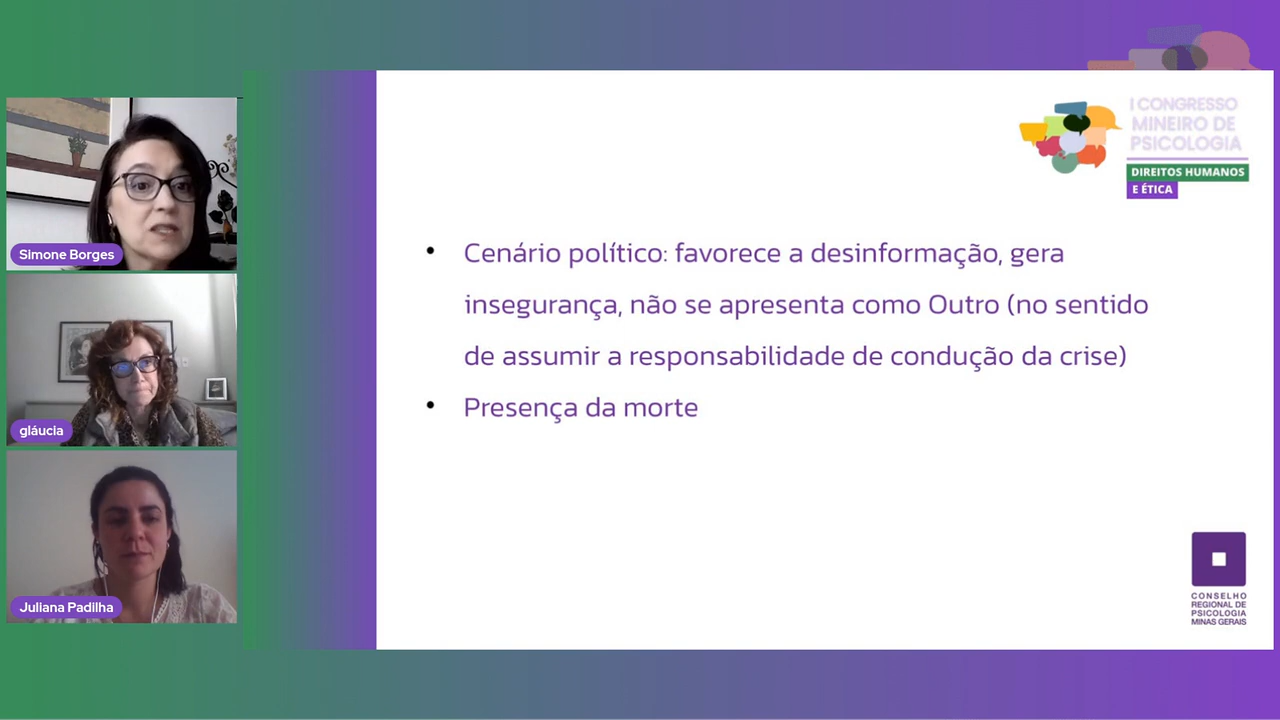 I CONGRESSO
MINEIRO DE
PSICOLOGIA
DIREITOS HUMANOS
E ÉTICA
Simone Borges
gláucia
Juliana Padilha
• Cenário político: favorece a desinformação, gera
insegurança, não se apresenta como Outro (no sentido
de assumir a responsabilidade de condução da crise)
• Presença da morte
CONSELHO
REGIONAL DE
PSICOLOGIA
MINAS GERAIS